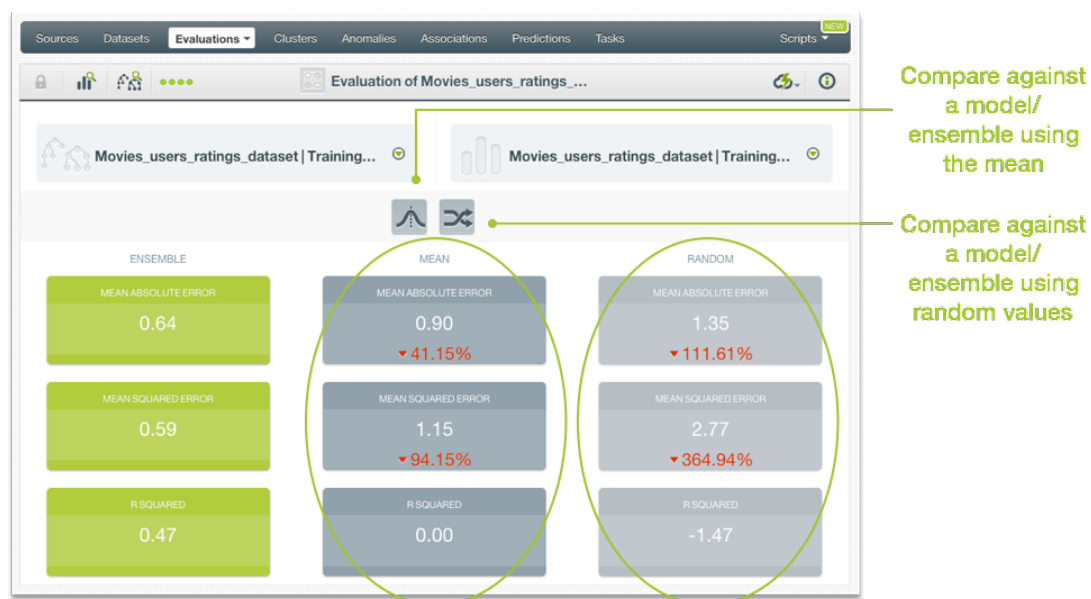 NEW
Sources Datasets Evaluations Clusters Anomalies Associations Predictions Tasks Scripts
Evaluation of Movies_users_ratings_...
Movies_users_ratings_dataset | Training... Movies_users_ratings_dataset | Training...
Compare against
a model/
ensemble using
the mean
Compare against
a model/
ensemble using
random values
ENSEMBLE MEAN RANDOM
MEAN ABSOLUTE ERROR MEAN ABSOLUTE ERROR MEAN ABSOLUTE ERROR
0.64 0.90 1.35
41.15% 111.61%
MEAN SQUARED ERROR MEAN SQUARED ERROR MEAN SQUARED ERROR
0.59 1.15 2.77
94.15% 364.94%
R SQUARED R SQUARED R SQUARED
0.47 0.00 -1.47